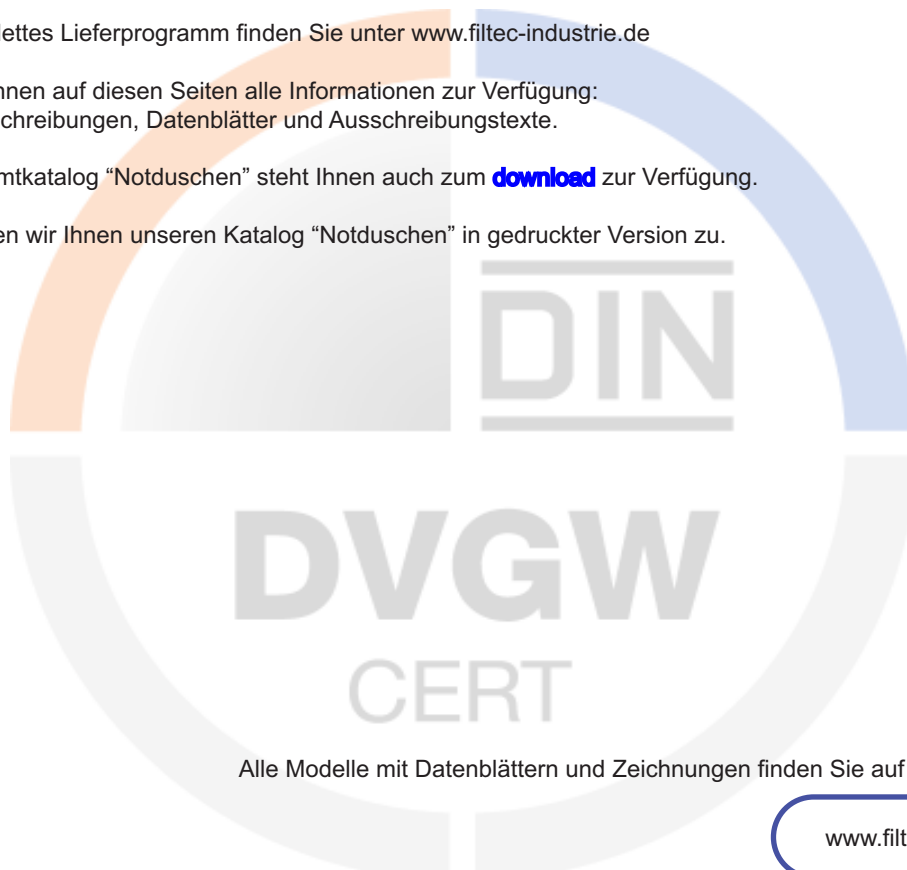 lettes Lieferprogramm finden Sie unter www.filtec-industrie.de
nnen auf diesen Seiten alle Informationen zur Verfügung:
chreibungen, Datenblätter und Ausschreibungstexte.
mtkatalog “Notduschen” steht Ihnen auch zum download zur Verfügung.
en wir Ihnen unseren Katalog “Notduschen” in gedruckter Version zu.
DIN
DVGW
CERT
Alle Modelle mit Datenblättern und Zeichnungen finden Sie auf
www.filt